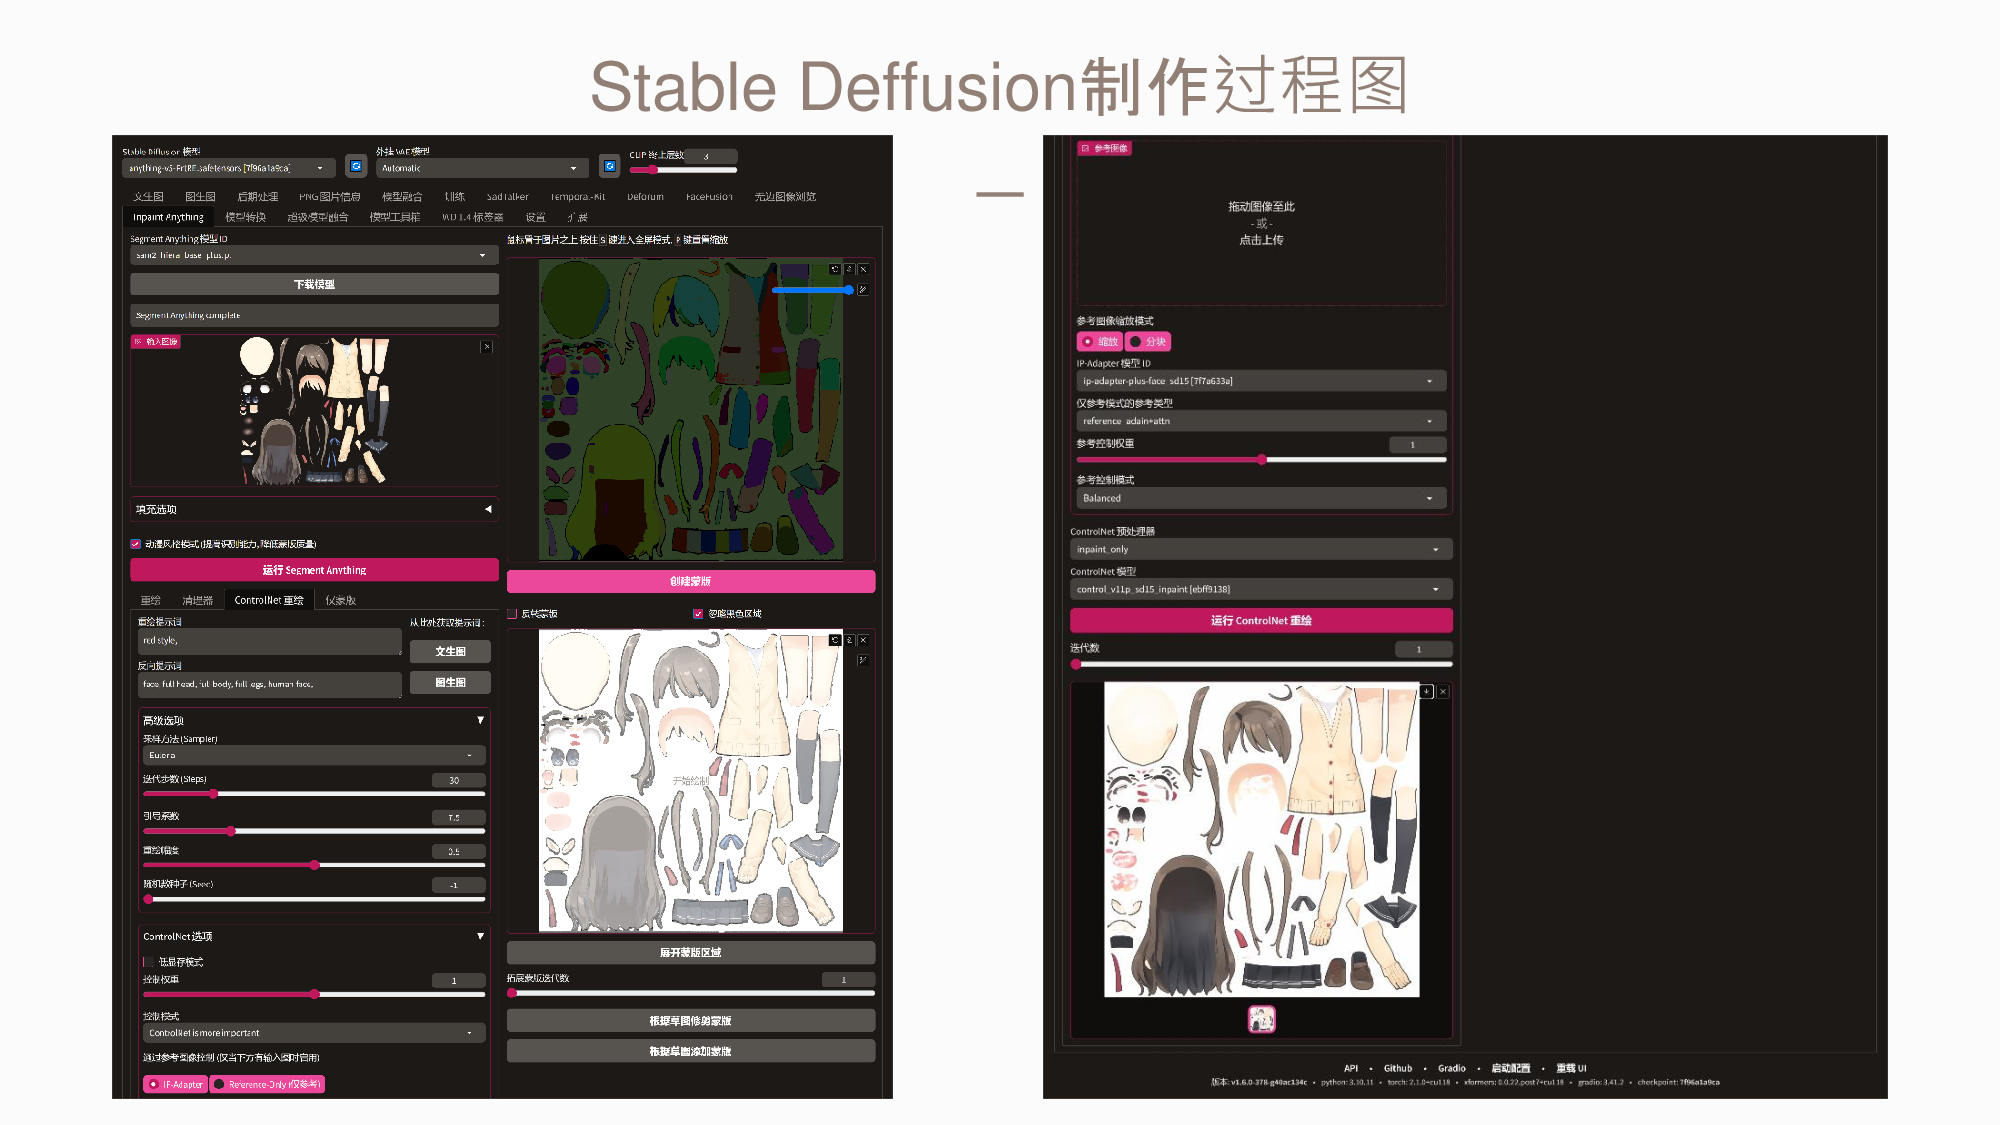 Stable Deffusion制作过程图
Stable Diffusion 模型
anything-v5-PrtRE.safetensors [7f96a1a9ca]
外挂 VAE 模型
Automatic
CLIP 终止层数
3
文生图 图生图 后期处理 PNG 图片信息 模型融合 训练 SadTalker Temporal-Kit Deforum FaceFusion 无边图像浏览
Inpaint Anything 模型转换 超级模型融合 模型工具箱 WD 1.4 标签器 设置 扩展
Segment Anything 模型 ID
下载模型
Segment Anything complete
输入图像
填充选项
动漫风格模式 (提高识别能力, 降低蒙版质量)
运行 Segment Anything
重绘 清理器 ControlNet 重绘 仅蒙版
重绘提示词
red style,
从此处获取提示词:
文生图
反向提示词
face, full head, full body, full legs, human face,
图生图
高级选项
采样方法 (Sampler)
Euler a
迭代步数 (Steps)
30
引导系数
7.5
重绘幅度
0.5
随机数种子 (Seed)
-1
ControlNet 选项
低显存模式
控制权重
1
控制模式
ControlNet is more important
通过参考图像控制 (仅当下方有输入图时启用)
IP-Adapter Reference-Only (仅参考)
鼠标置于图片之上 按住 S 键进入全屏模式, R 键重置缩放
创建蒙版
反转蒙板 忽略黑色区域
开始绘制
展开蒙版区域
拓展蒙版迭代数
1
根据草图修剪蒙版
根据草图添加蒙版
—
参考图像
拖动图像至此
- 或 -
点击上传
参考图像缩放模式
缩放 分块
IP-Adapter 模型 ID
ip-adapter-plus-face_sd15 [7f7a633a]
仅参考模式的参考类型
reference_adain+attn
参考控制权重
1
参考控制模式
Balanced
ControlNet 预处理器
inpaint_only
ControlNet 模型
control_v11p_sd15_inpaint [ebff9138]
运行 ControlNet 重绘
迭代数
1
API • Github • Gradio • 启动配置 • 重载 UI
版本: v1.6.0-378-g40ac134c • python: 3.10.11 • torch: 2.1.0+cu118 • xformers: 0.0.22.post7+cu118 • gradio: 3.41.2 • checkpoint: 7f96a1a9ca